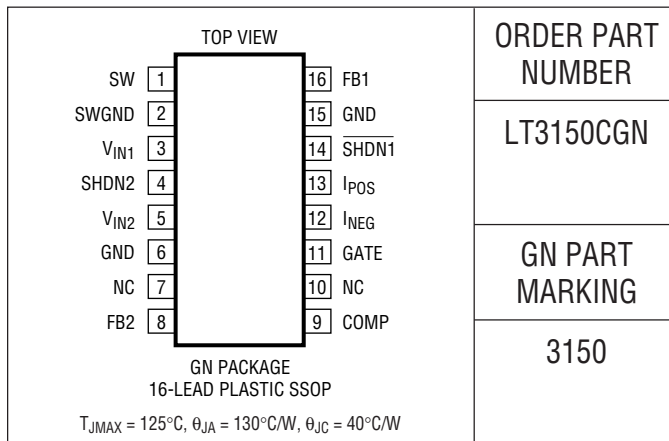 TOP VIEW
SW 1 16 FB1
SWGND 2 15 GND
VIN1 3 14 SHDN1
SHDN2 4 13 IPOS
VIN2 5 12 INEG
GND 6 11 GATE
NC 7 10 NC
FB2 8 9 COMP
GN PACKAGE
16-LEAD PLASTIC SSOP
TJMAX = 125°C, θJA = 130°C/W, θJC = 40°C/W
ORDER PART
NUMBER
LT3150CGN
GN PART
MARKING
3150